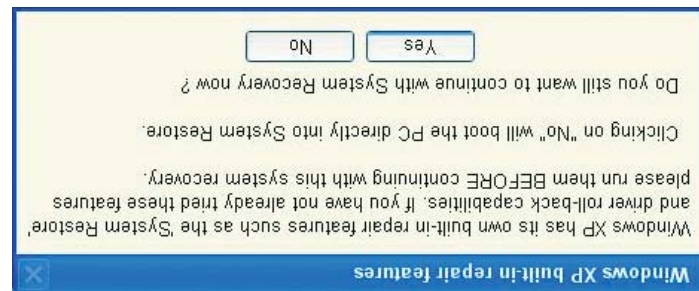 Windows XP built-in repair features
Windows XP has its own built-in repair features such as the 'System Restore'
and driver roll-back capabilities. If you have not already tried these features
please run them BEFORE continuing with this system recovery.
Clicking on "No" will boot the PC directly into System Restore.
Do you still want to continue with System Recovery now ?
Yes
No